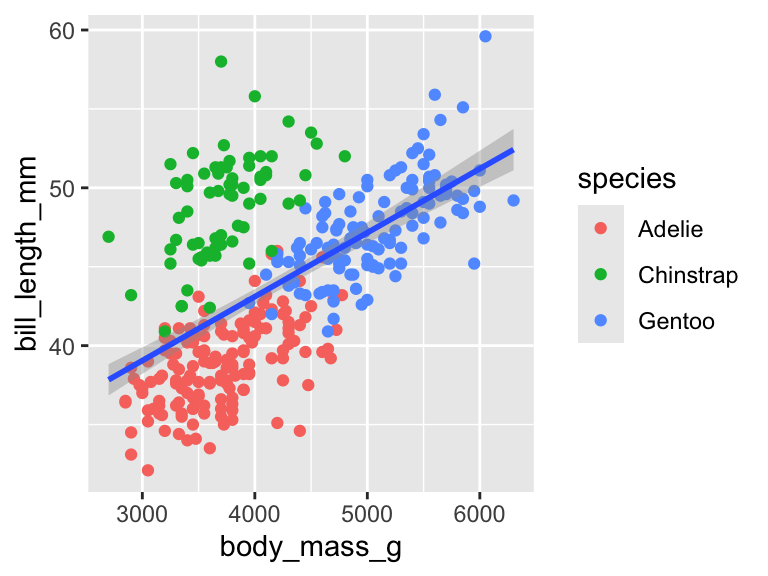 60
50
40
bill_length_mm
3000 4000 5000 6000
body_mass_g
species
Adelie
Chinstrap
Gentoo